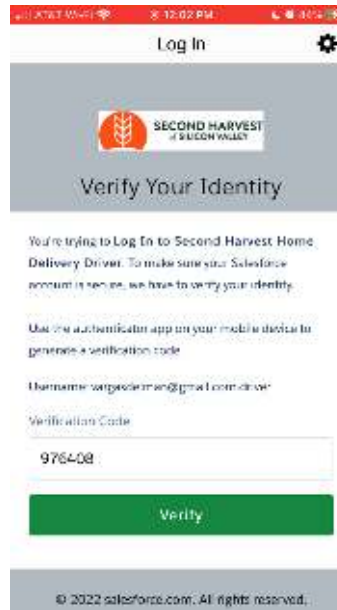 12:02 PM
Log In
SECOND HARVEST
of SILICON VALLEY
Verify Your Identity
You're trying to Log In to Second Harvest Home
Delivery Driver. To make sure your Salesforce
account is secure, we have to verify your identity.
Use the authenticator app on your mobile device to
generate a verification code.
Username:
Verification Code
976408
Verify
© 2022 salesforce.com. All rights reserved.